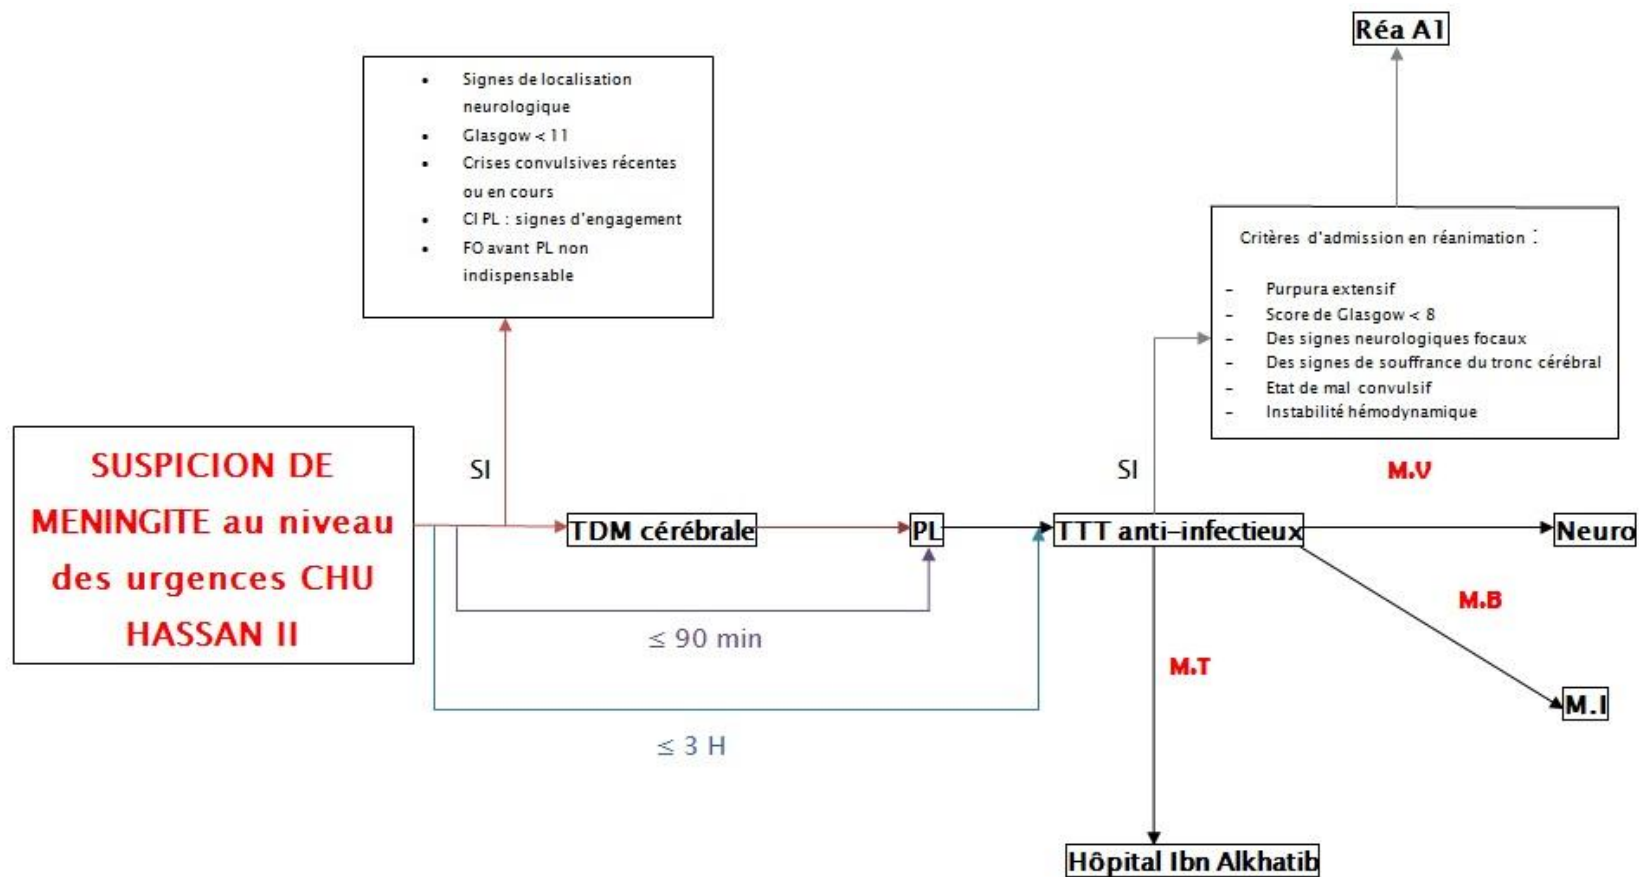 Réa A1
• Signes de localisation
neurologique
• Glasgow < 11
• Crises convulsives récentes
ou en cours
• CI PL : signes d'engagement
• FO avant PL non
indispensable
Critères d'admission en réanimation :
- Purpura extensif
- Score de Glasgow < 8
- Des signes neurologiques focaux
- Des signes de souffrance du tronc cérébral
- Etat de mal convulsif
- Instabilité hémodynamique
SUSPICION DE
MENINGITE au niveau
des urgences CHU
HASSAN II
SI
SI
M.V
TDM cérébrale
PL
TTT anti-infectieux
Neuro
≤ 90 min
M.B
M.T
M.I
≤ 3 H
Hôpital Ibn Alkhatib